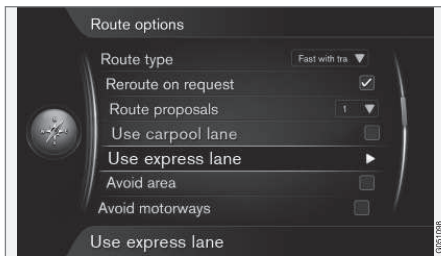 Route options
Route type Fast with tra
Reroute on request
Route proposals 1
Use carpool lane
Use express lane
Avoid area
Avoid motorways
Use express lane
G051098